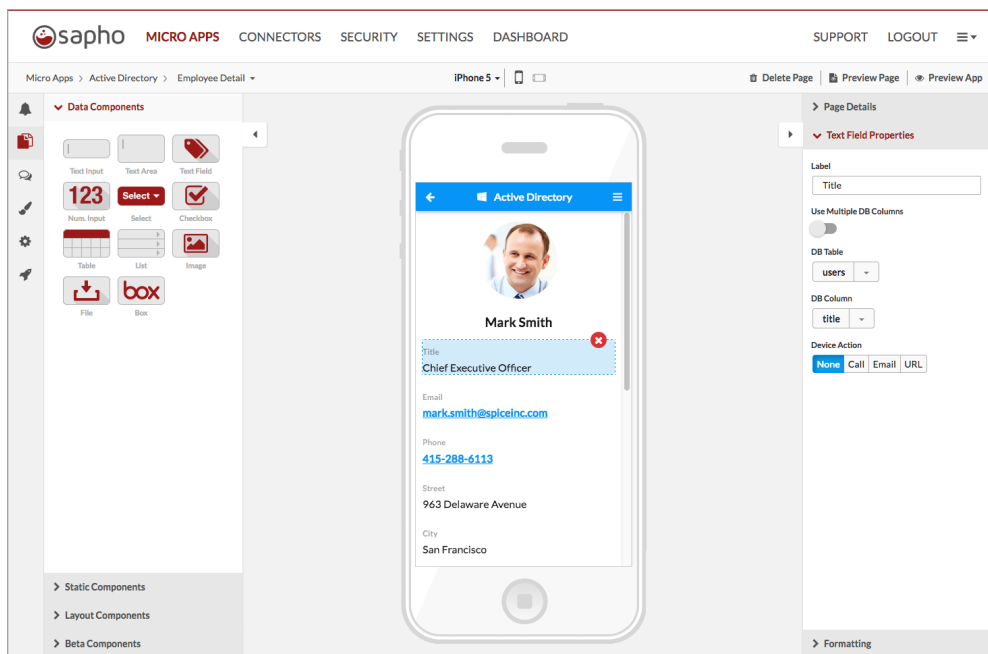 sapho MICRO APPS CONNECTORS SECURITY SETTINGS DASHBOARD SUPPORT LOGOUT
Micro Apps > Active Directory > Employee Detail iPhone 5 Delete Page Preview Page Preview App
Data Components
Text Input Text Area Text Field
123 Select
Num. Input Select Checkbox
Table List Image
box
File Box
Static Components
Layout Components
Beta Components
Active Directory
Mark Smith
Title
Chief Executive Officer
Email
mark.smith@spiceinc.com
Phone
415-288-6113
Street
963 Delaware Avenue
City
San Francisco
Page Details
Text Field Properties
Label
Title
Use Multiple DB Columns
DB Table
users
DB Column
title
Device Action
None Call Email URL
Formatting